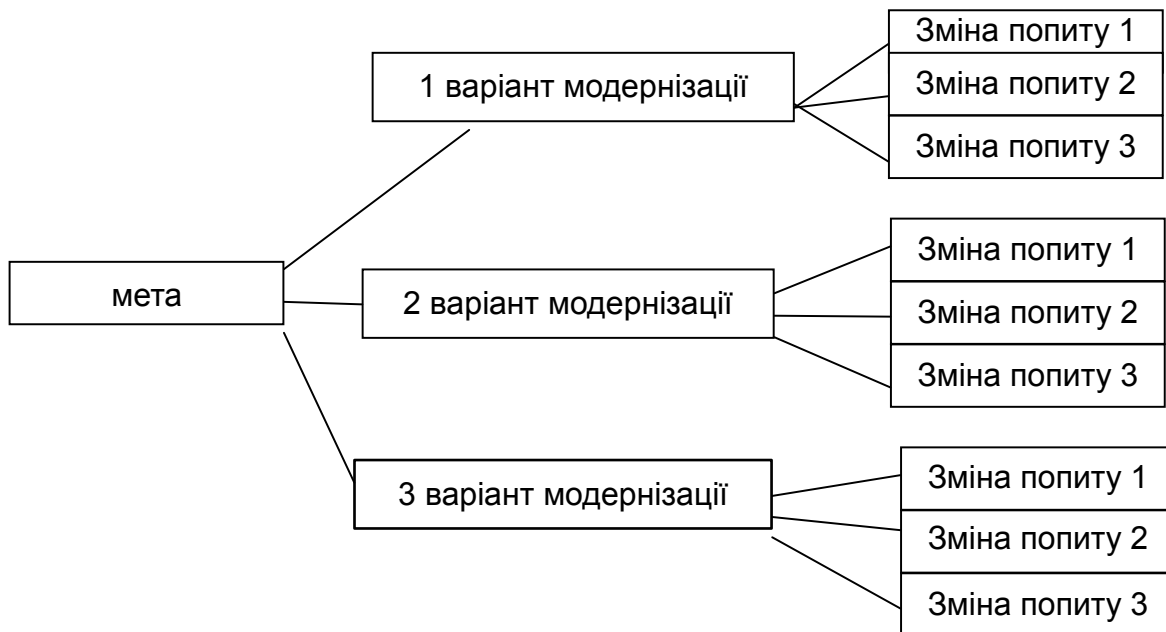 Зміна попиту 1
1 варіант модернізації
Зміна попиту 2
Зміна попиту 3
Зміна попиту 1
мета
2 варіант модернізації
Зміна попиту 2
Зміна попиту 3
Зміна попиту 1
3 варіант модернізації
Зміна попиту 2
Зміна попиту 3